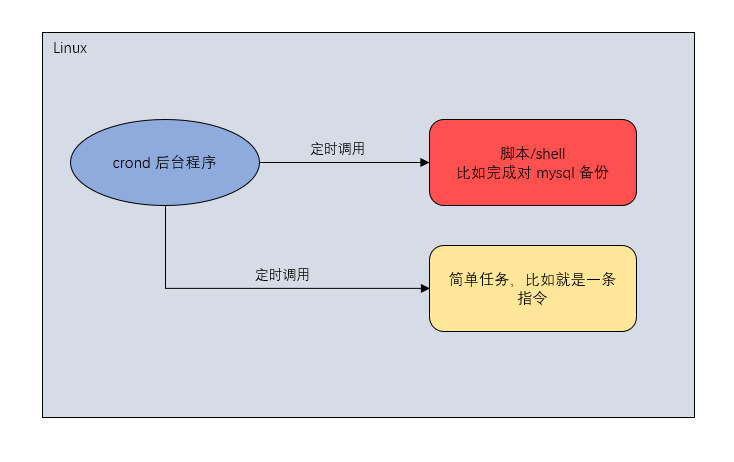 Linux
crond 后台程序
定时调用
脚本/shell
比如完成对 mysql 备份
定时调用
简单任务，比如就是一条
指令